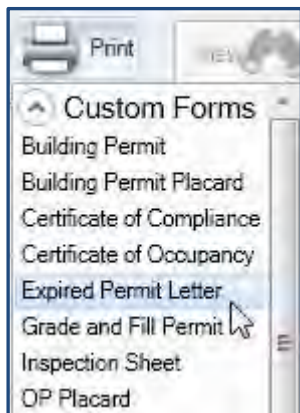 Print
Custom Forms
Building Permit
Building Permit Placard
Certificate of Compliance
Certificate of Occupancy
Expired Permit Letter
Grade and Fill Permit
Inspection Sheet
OP Placard